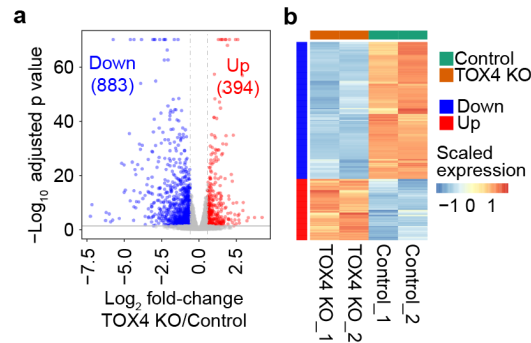 a
Down
(883)
Up
(394)
60
40
20
0
−Log10 adjusted p value
−7.5
−5.0
−2.5
0.0
2.5
Log2 fold-change
TOX4 KO/Control
b
Control
TOX4 KO
Down
Up
Scaled
expression
−1 0 1
TOX4 KO_1
TOX4 KO_2
Control_1
Control_2